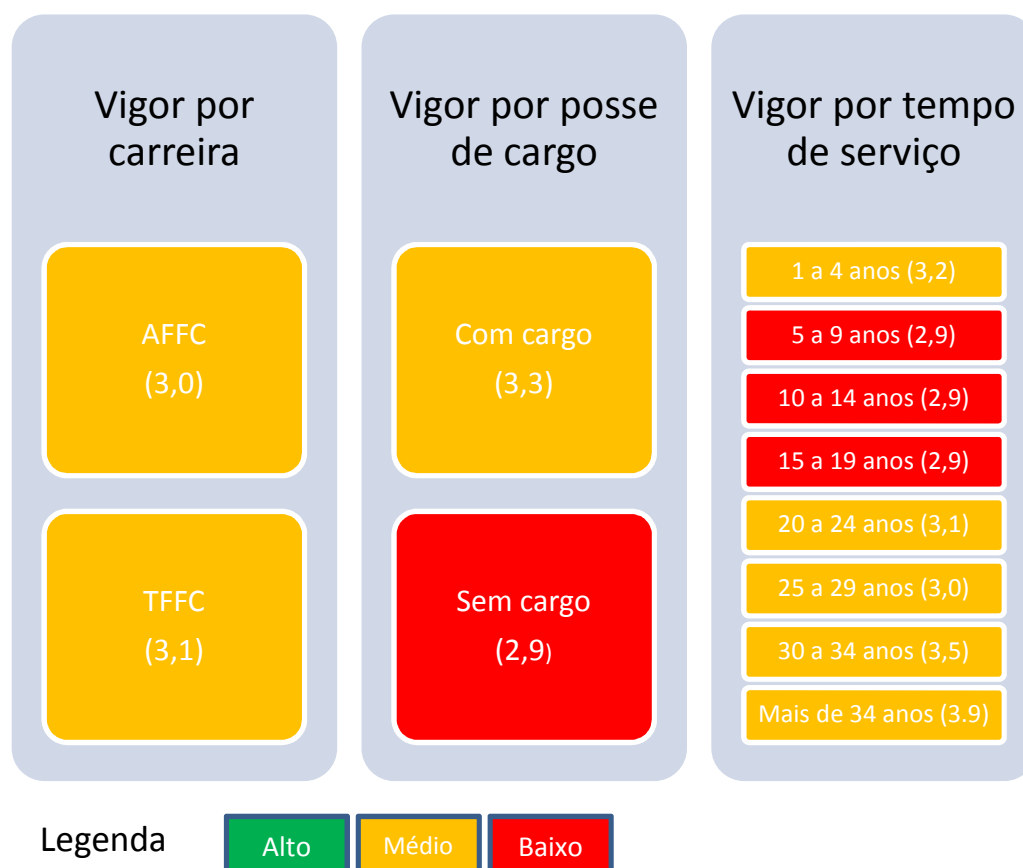 Vigor por
carreira
AFFC
(3,0)
TFFC
(3,1)
Vigor por posse
de cargo
Com cargo
(3,3)
Sem cargo
(2,9)
Vigor por tempo
de serviço
1 a 4 anos (3,2)
5 a 9 anos (2,9)
10 a 14 anos (2,9)
15 a 19 anos (2,9)
20 a 24 anos (3,1)
25 a 29 anos (3,0)
30 a 34 anos (3,5)
Mais de 34 anos (3.9)
Legenda
Alto
Médio
Baixo